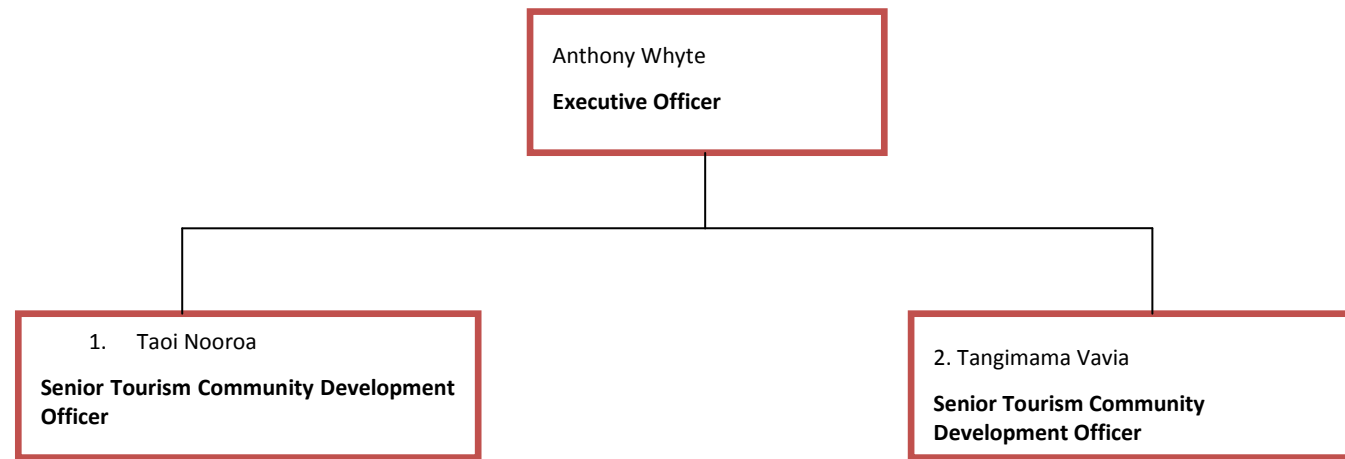 Anthony Whyte
Executive Officer
1. Taoi Nooroa
Senior Tourism Community Development
Officer
2. Tangimama Vavia
Senior Tourism Community
Development Officer